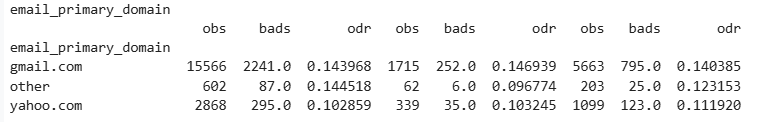 email_primary_domain
obs bads odr obs bads odr obs bads odr
email_primary_domain
gmail.com 15566 2241.0 0.143968 1715 252.0 0.146939 5663 795.0 0.140385
other 602 87.0 0.144518 62 6.0 0.096774 203 25.0 0.123153
yahoo.com 2868 295.0 0.102859 339 35.0 0.103245 1099 123.0 0.111920